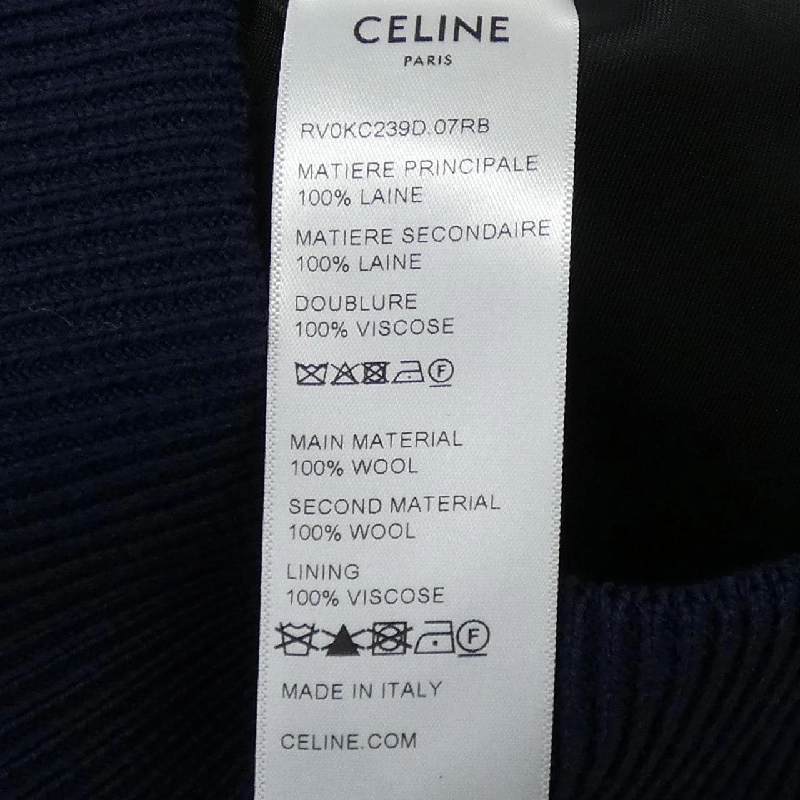 CELINE
PARIS
RV0KC239D.07RB
MATIERE PRINCIPALE
100% LAINE
MATIERE SECONDAIRE
100% LAINE
DOUBLURE
100% VISCOSE
F
MAIN MATERIAL
100% WOOL
SECOND MATERIAL
100% WOOL
LINING
100% VISCOSE
F
MADE IN ITALY
CELINE.COM